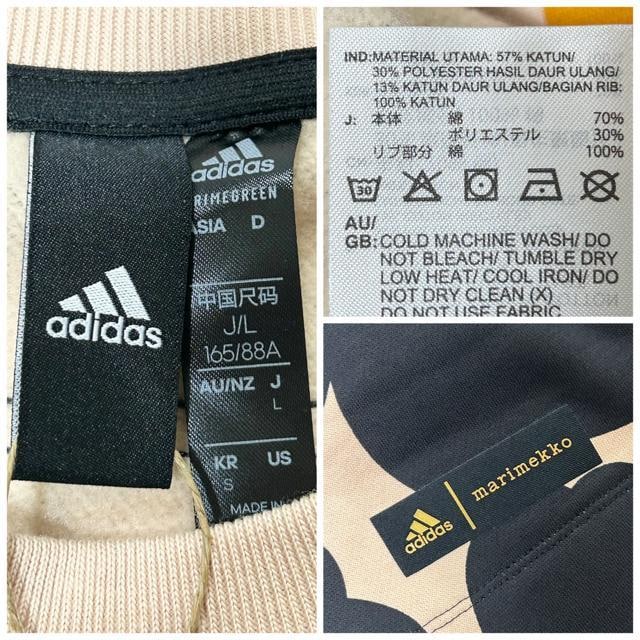 adidas
adidas
RIMEGREEN
ASIA D
中国尺码
J/L
165/88A
AU/NZ J
L
KR US
S
MADE IN
IND: MATERIAL UTAMA: 57% KATUN/
30% POLYESTER HASIL DAUR ULANG/
13% KATUN DAUR ULANG/BAGIAN RIB:
100% KATUN
J: 本体 綿 70%
ポリエステル 30%
リブ部分 綿 100%
30
AU/
GB: COLD MACHINE WASH/ DO
NOT BLEACH/ TUMBLE DRY
LOW HEAT/ COOL IRON/ DO
NOT DRY CLEAN (X)
DO NOT USE FABRIC
adidas | marimekko